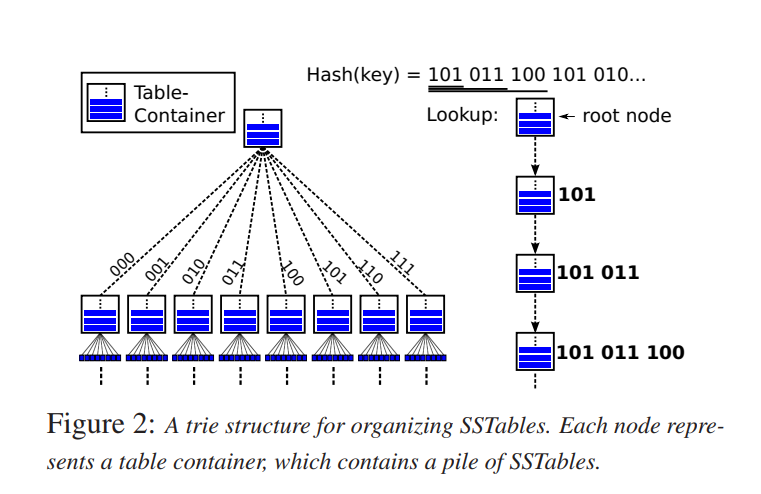 Hash(key) = 101 011 100 101 010...
Table-
Container
Lookup:
root node
101
101 011
101 011 100
000
001
010
011
100
101
110
111
Figure 2: A trie structure for organizing SSTables. Each node repre-
sents a table container, which contains a pile of SSTables.